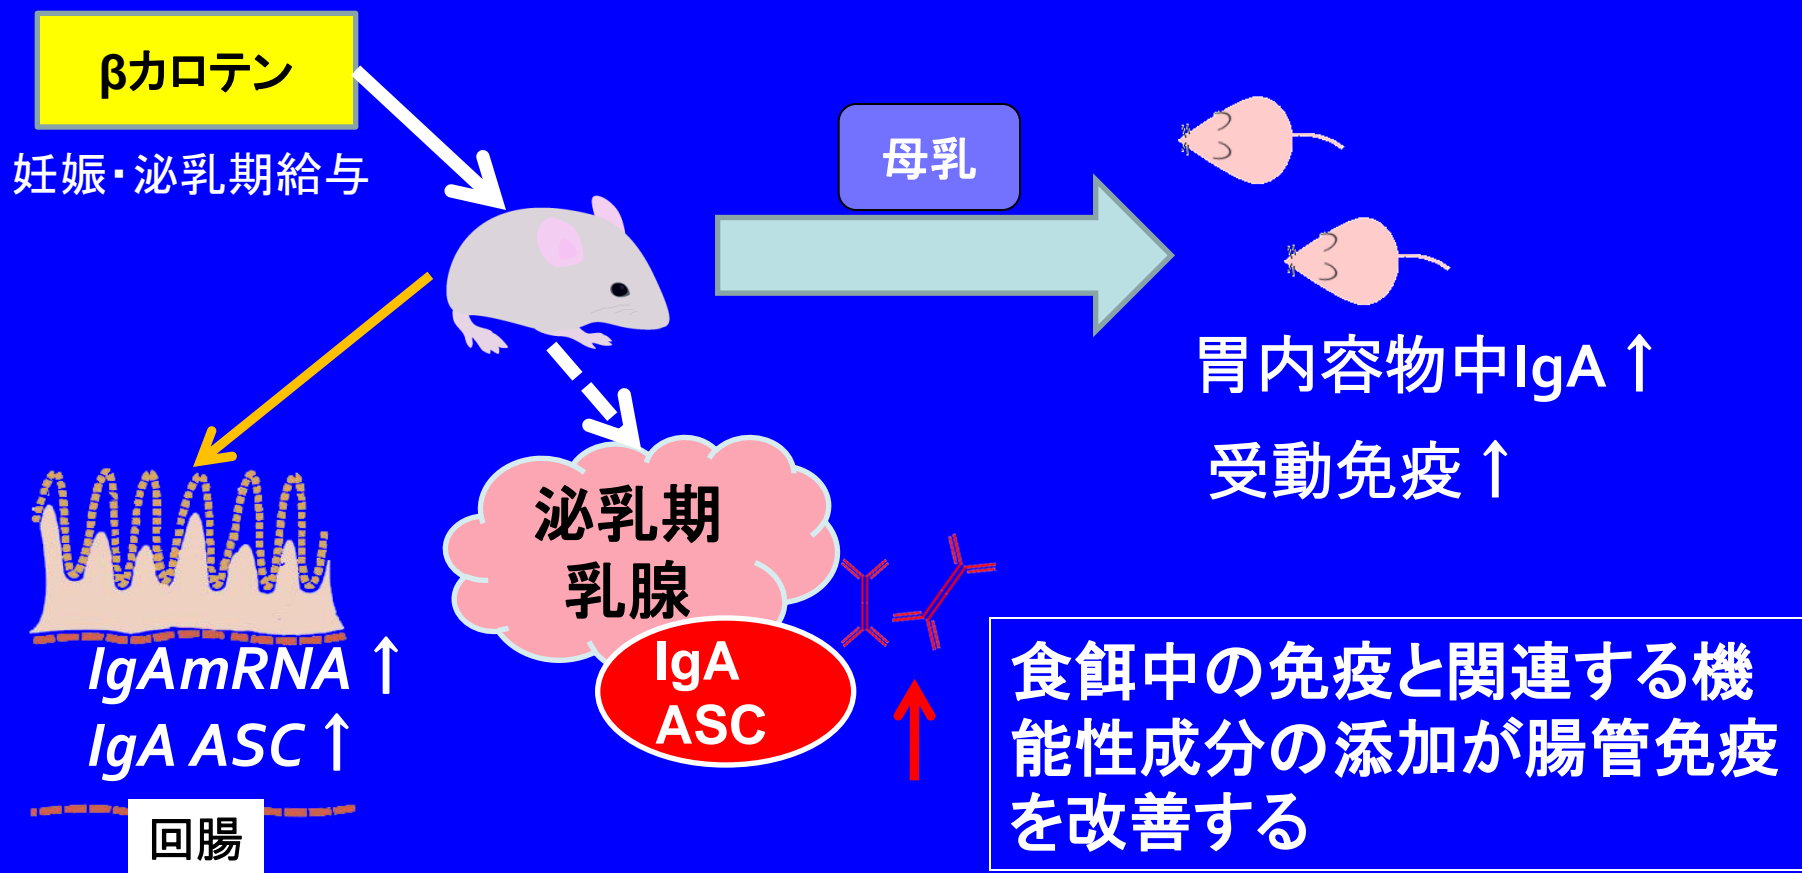 βカロテン
妊娠・泌乳期給与
母乳
胃内容物中IgA↑
受動免疫↑
泌乳期
乳腺
IgA
ASC
IgAmRNA↑
IgA ASC↑
回腸
食餌中の免疫と関連する機
能性成分の添加が腸管免疫
を改善する